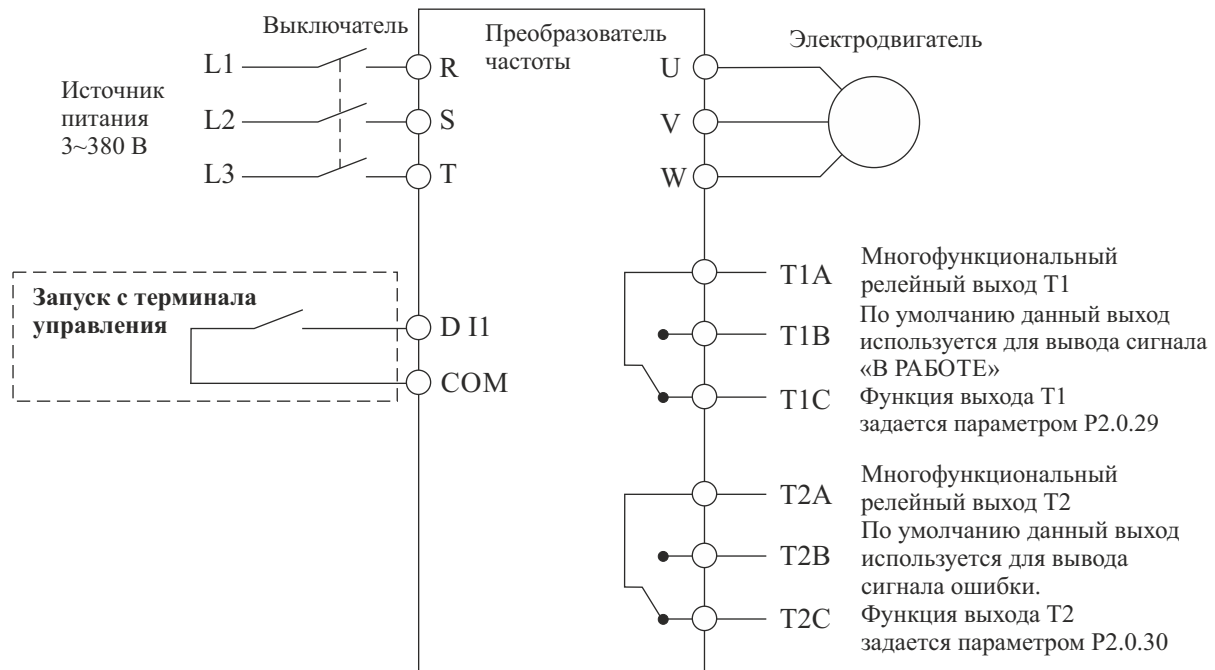 Выключатель
Преобразователь
частоты
Электродвигатель
Источник
питания
3~380 В
L1
R
U
L2
S
V
L3
T
W
Запуск с терминала
управления
D I1
COM
T1A
Многофункциональный
релейный выход T1
T1B
По умолчанию данный выход
используется для вывода сигнала
«В РАБОТЕ»
T1C
Функция выхода T1
задается параметром P2.0.29
T2A
Многофункциональный
релейный выход T2
T2B
По умолчанию данный выход
используется для вывода
сигнала ошибки.
T2C
Функция выхода T2
задается параметром P2.0.30